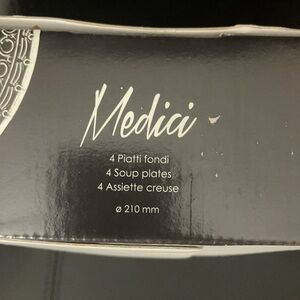 Medici
4 Piatti fondi
4 Soup plates
4 Assiette creuse
ø 210 mm